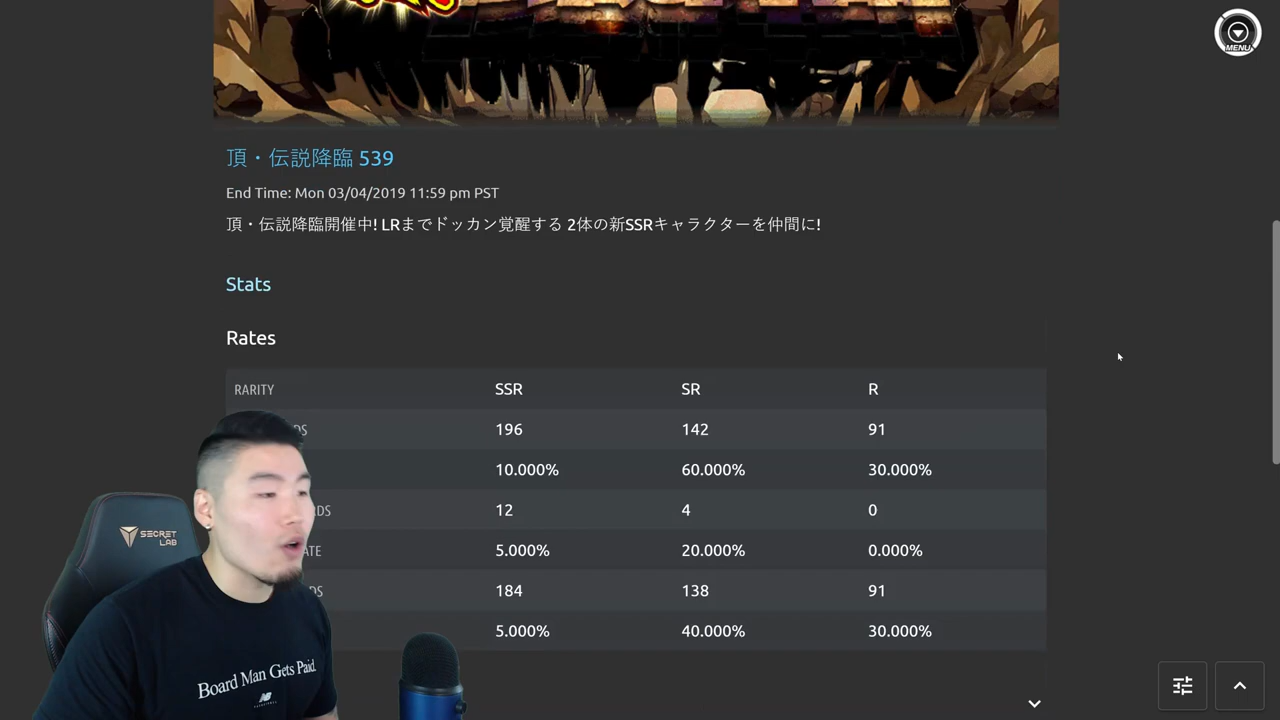 MENU
頂・伝説降臨 539
End Time: Mon 03/04/2019 11:59 pm PST
頂・伝説降臨開催中! LRまでドッカン覚醒する 2体の新SSRキャラクターを仲間に!
Stats
Rates
RARITY SSR SR R
196 142 91
10.000% 60.000% 30.000%
12 4 0
5.000% 20.000% 0.000%
184 138 91
5.000% 40.000% 30.000%
SECRET
LAB
Board Man Gets Paid.